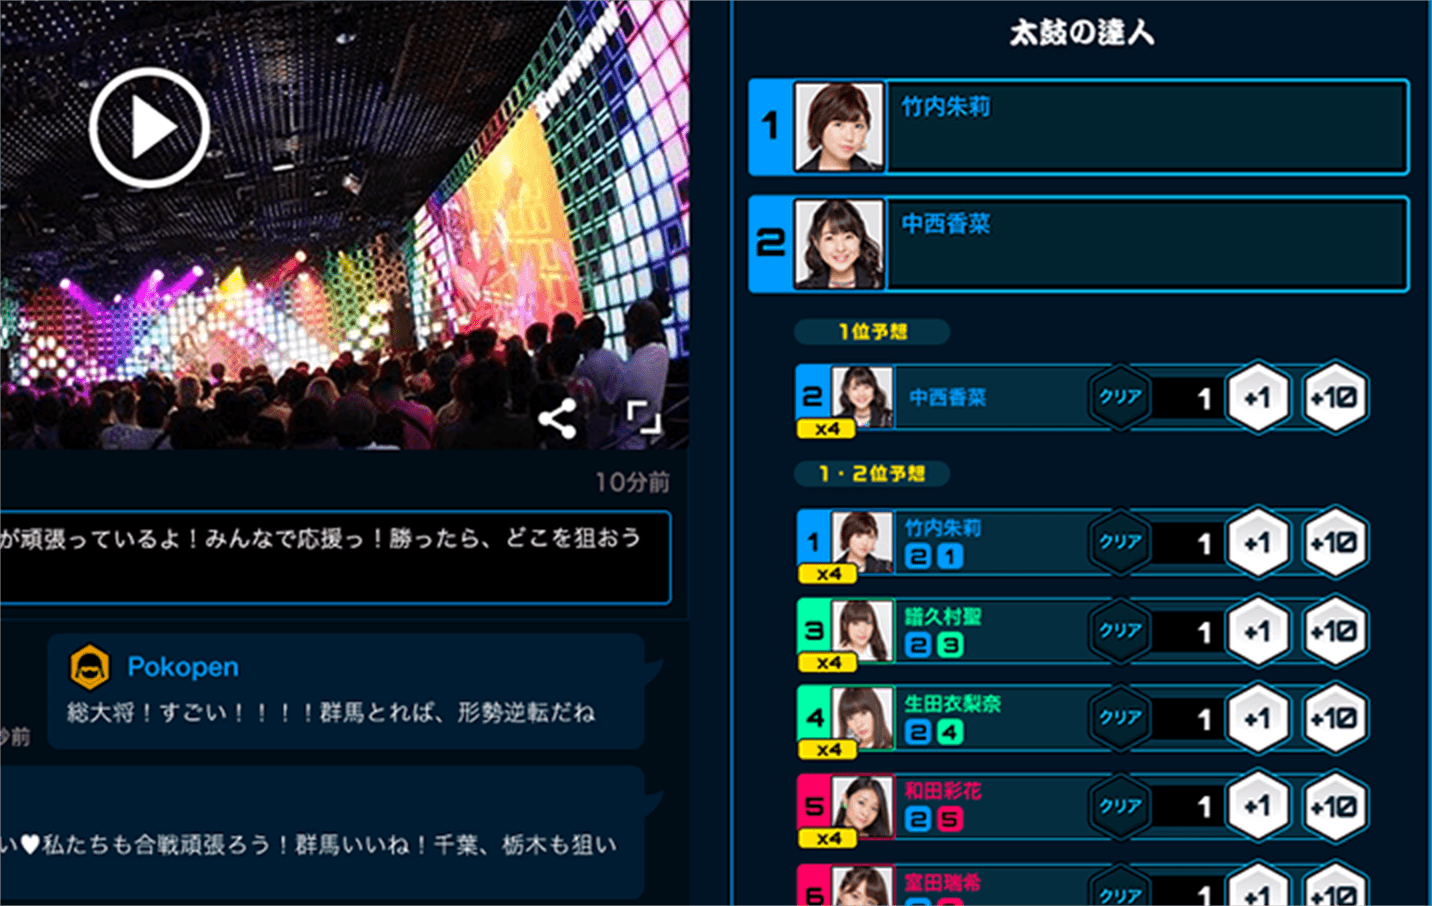 10分前
が頑張っているよ！みんなで応援っ！勝ったら、どこを狙おう
Pokopen
総大将！すごい！！！！群馬とれば、形勢逆転だね
秒前
い♥私たちも合戦頑張ろう！群馬いいね！千葉、栃木も狙い
太鼓の達人
1
竹内朱莉
2
中西香菜
1位予想
2
x4
中西香菜
クリア
1
+1
+10
1・2位予想
1
x4
竹内朱莉
2 1
クリア
1
+1
+10
3
x4
譜久村聖
2 3
クリア
1
+1
+10
4
x4
生田衣梨奈
2 4
クリア
1
+1
+10
5
x4
和田彩花
2 5
クリア
1
+1
+10
6
室田瑞希
クリア
1
+1
+10